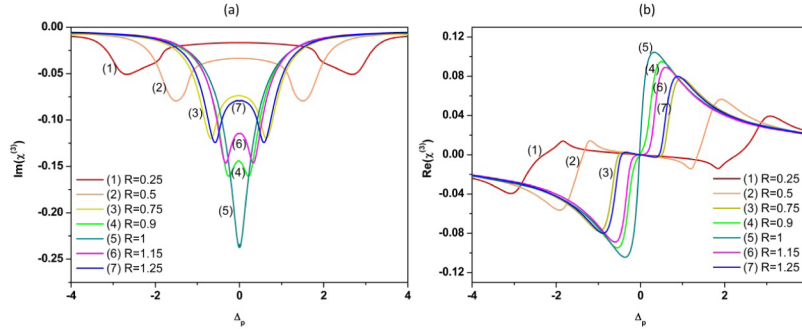 (a)
0.00
-0.05
-0.10
-0.15
-0.20
-0.25
Im(χ(3))
(1)
(2)
(3)
(7)
(6)
(4)
(5)
(1) R=0.25
(2) R=0.5
(3) R=0.75
(4) R=0.9
(5) R=1
(6) R=1.15
(7) R=1.25
-4 -2 0 2 4
Δp
(b)
0.12
0.08
0.04
0.00
-0.04
-0.08
-0.12
Re(χ(3))
(5)
(4)
(6)
(7)
(1)
(2)
(3)
(1) R=0.25
(2) R=0.5
(3) R=0.75
(4) R=0.9
(5) R=1
(6) R=1.15
(7) R=1.25
-4 -2 0 2 4
Δp